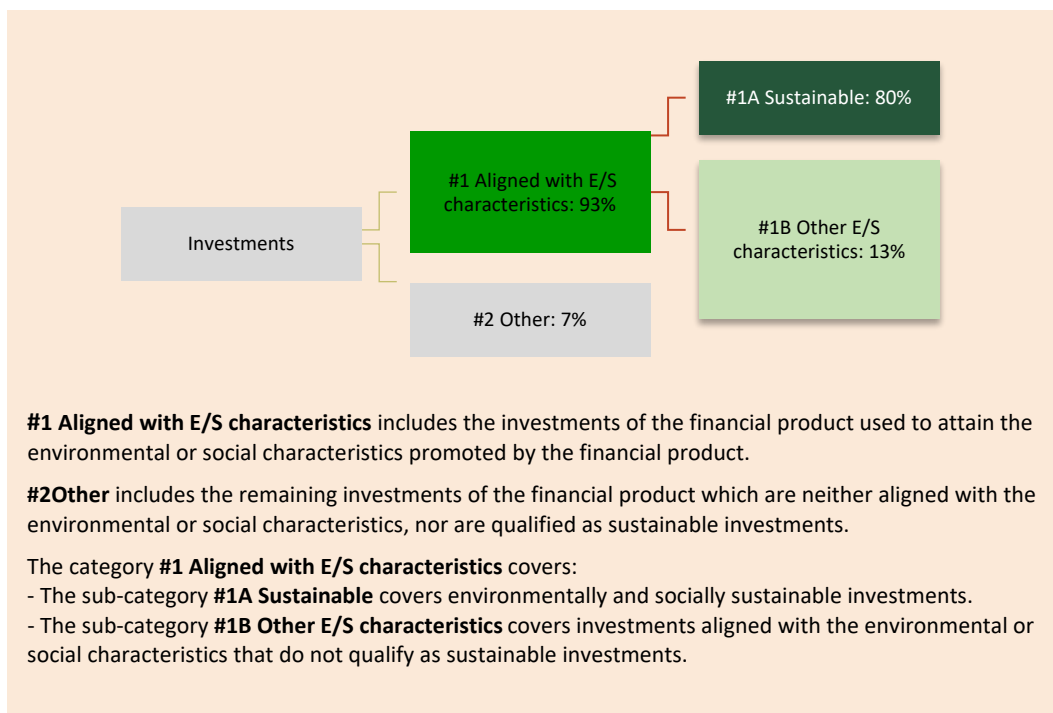 #1A Sustainable: 80%
#1 Aligned with E/S
characteristics: 93%
#1B Other E/S
characteristics: 13%
Investments
#2 Other: 7%
#1 Aligned with E/S characteristics includes the investments of the financial product used to attain the
environmental or social characteristics promoted by the financial product.
#2Other includes the remaining investments of the financial product which are neither aligned with the
environmental or social characteristics, nor are qualified as sustainable investments.
The category #1 Aligned with E/S characteristics covers:
- The sub-category #1A Sustainable covers environmentally and socially sustainable investments.
- The sub-category #1B Other E/S characteristics covers investments aligned with the environmental or
social characteristics that do not qualify as sustainable investments.